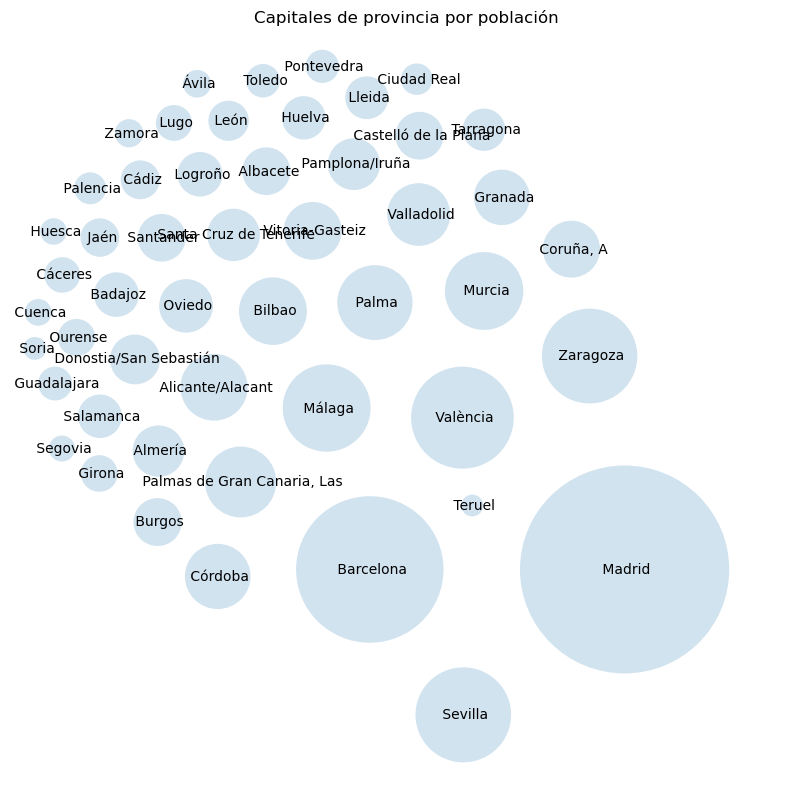 Capitales de provincia por población
Pontevedra
Ávila
Toledo
Ciudad Real
Lleida
Zamora
Lugo
León
Huelva
Castelló de la Plana
Tarragona
Palencia
Cádiz
Logroño
Albacete
Pamplona/Iruña
Valladolid
Granada
Huesca
Jaén
Santander
Santa Cruz de Tenerife
Vitoria-Gasteiz
Coruña, A
Cáceres
Badajoz
Oviedo
Bilbao
Palma
Murcia
Cuenca
Ourense
Soria
Donostia/San Sebastián
Zaragoza
Guadalajara
Alicante/Alacant
Salamanca
Málaga
València
Segovia
Almería
Girona
Palmas de Gran Canaria, Las
Burgos
Teruel
Córdoba
Barcelona
Madrid
Sevilla